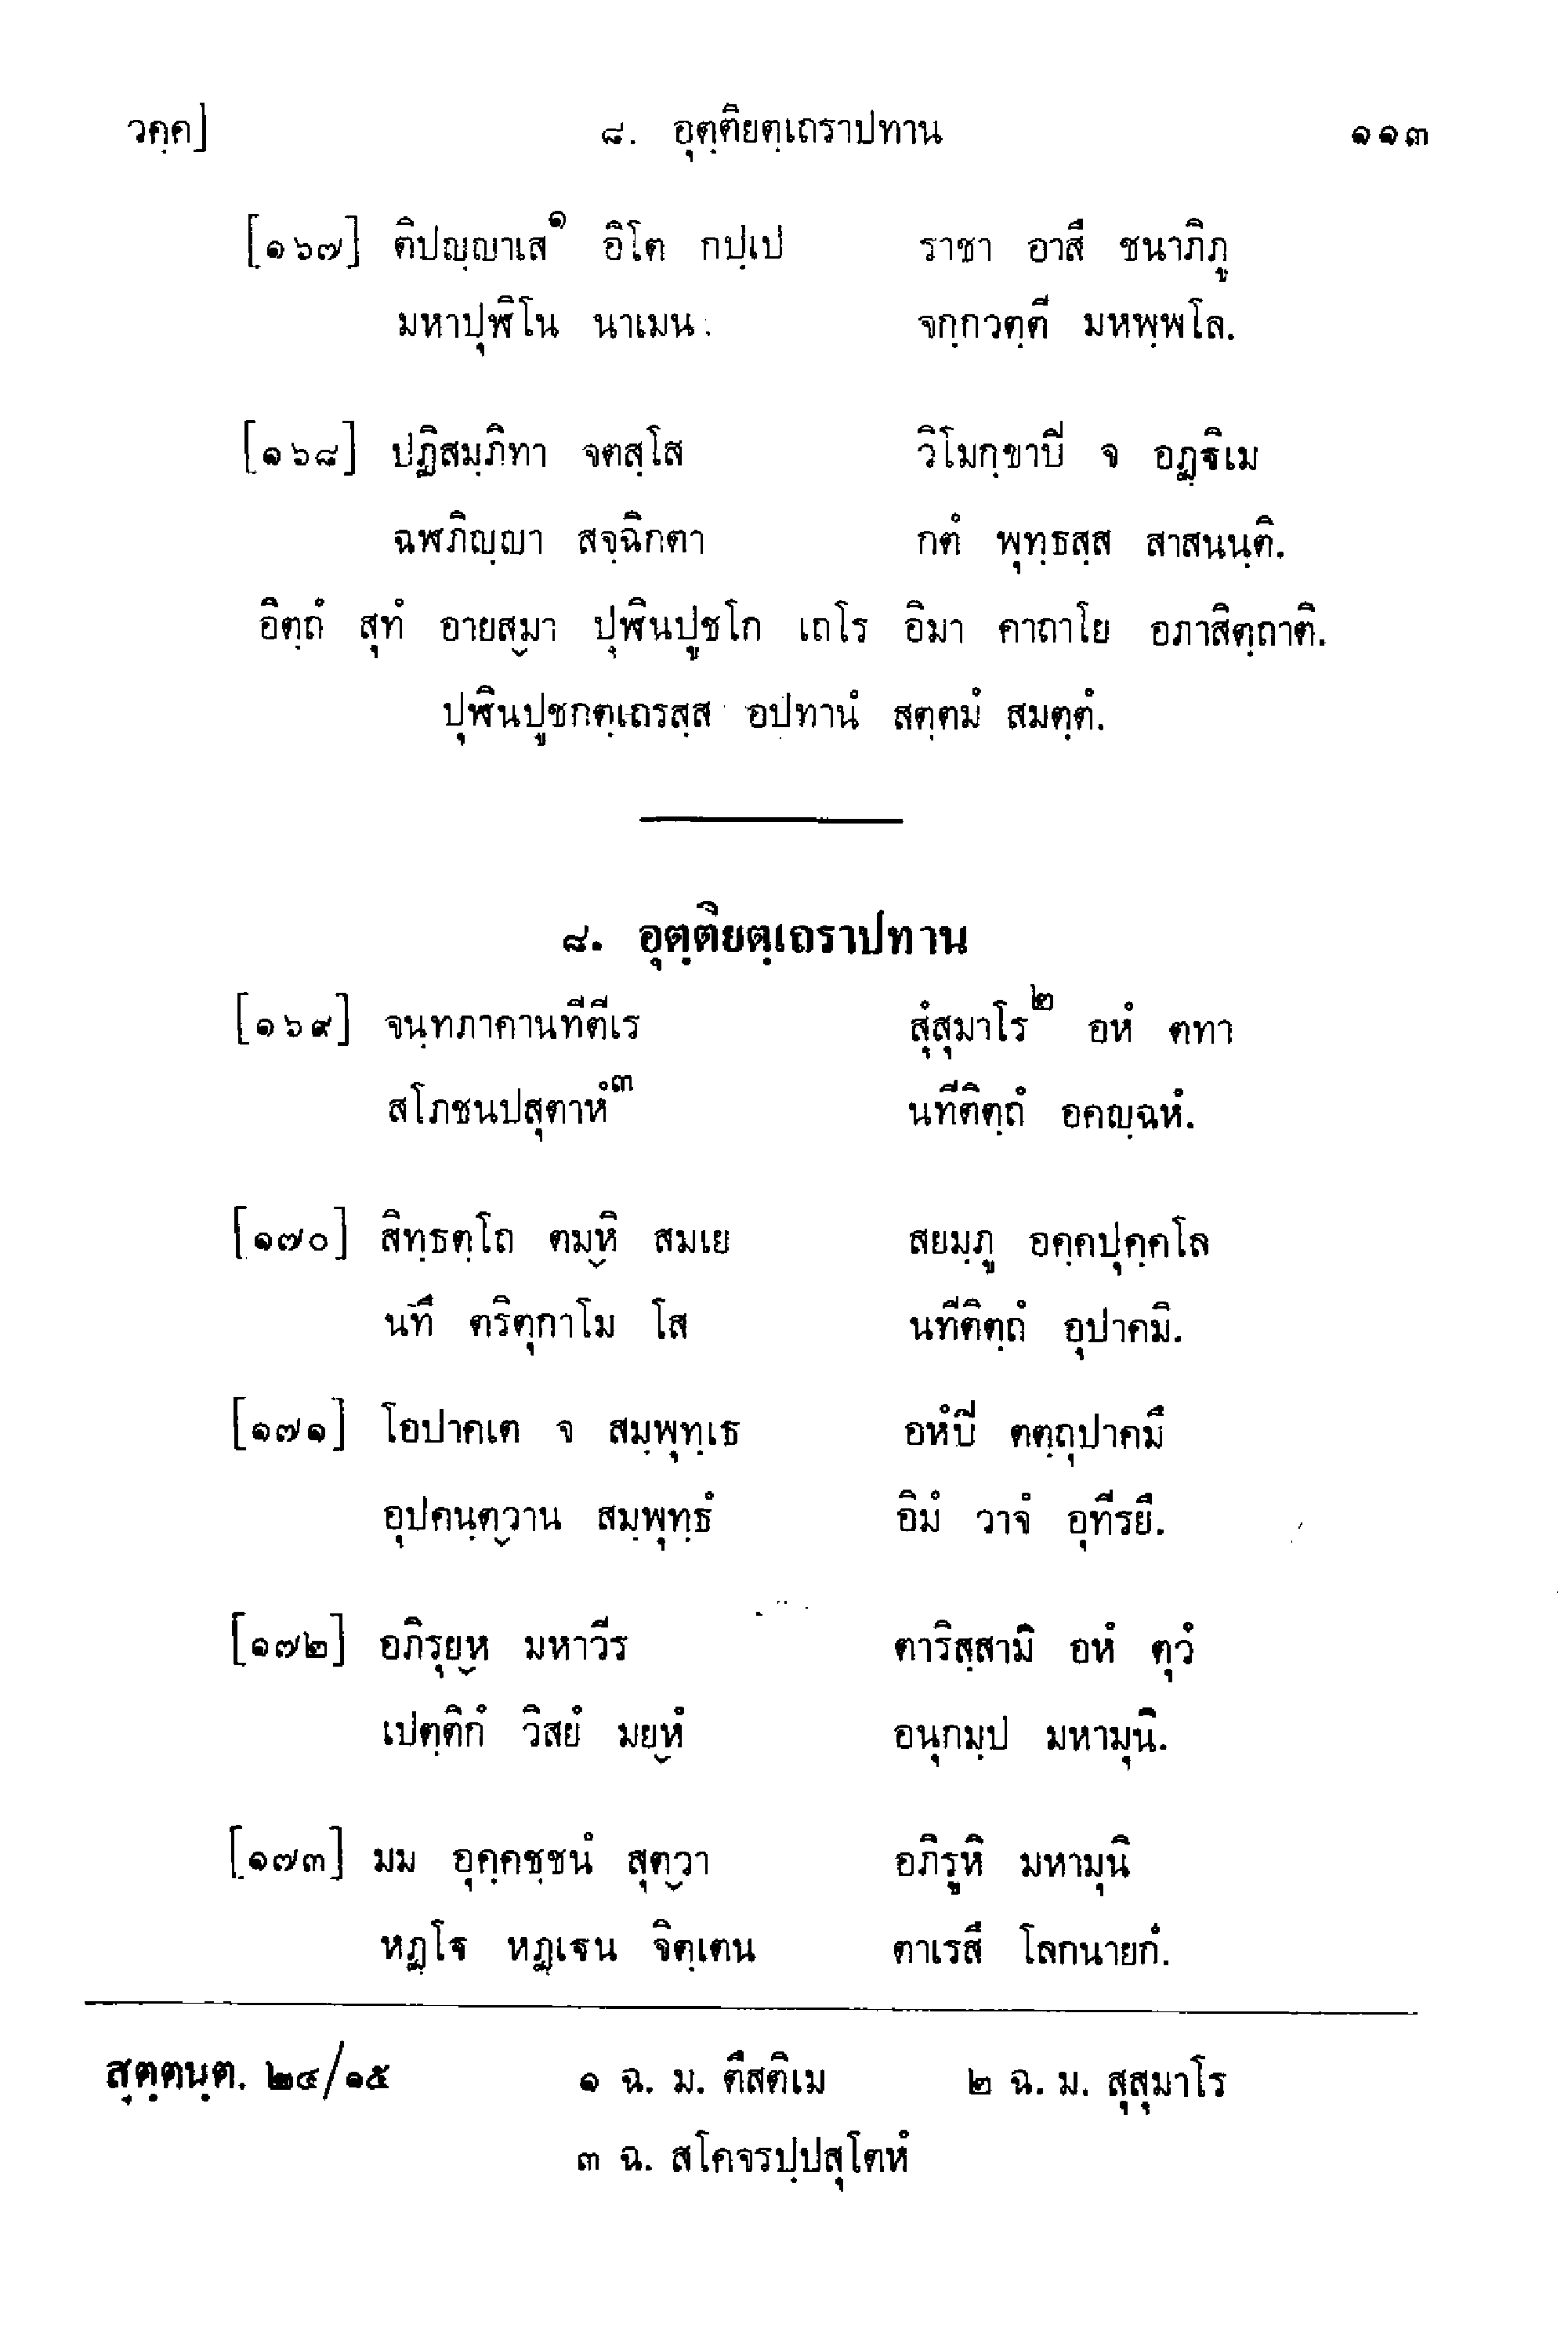 วคฺค] ๘. อุตฺติยตฺเถราปทาน ๑๑๓
[๑๖๗] ติปญฺญาเส๑ อิโต กปฺเป ราชา อาสึ ชนาภิภู
มหาปุฬิโน นาเมน จกฺกวตฺตี มหพฺพโล.
[๑๖๘] ปฏิสมฺภิทา จตสฺโส วิโมกฺขาปิ จ อฏฺฐิเม
ฉฬภิญฺญา สจฺฉิกตา กตํ พุทฺธสฺส สาสนนฺติ.
อิตฺถํ สุทํ อายสฺมา ปุฬินปูชโก เถโร อิมา คาถาโย อภาสิตฺถาติ.
ปุฬินปูชกตฺเถรสฺส อปทานํ สตฺตมํ สมตฺตํ.
๘. อุตฺติยตฺเถราปทาน
[๑๖๙] จนฺทภาคานทีตีเร สุํสุมาโร๒ อหํ ตทา
สโภชนปสุตาหํ๓ นทีติตฺถํ อคญฺฉหํ.
[๑๗๐] สิทฺธตฺโถ ตมฺหิ สมเย สยมฺภู อคฺคปุคฺคโล
นทึ ตริตุกาโม โส นทีติตฺถํ อุปาคมิ.
[๑๗๑] โอปาคเต จ สมฺพุทฺเธ อหํปิ ตตฺถุปาคมึ
อุปคนฺตฺวาน สมฺพุทฺธํ อิมํ วาจํ อุทีรยึ.
[๑๗๒] อภิรุยฺห มหาวีร ตาริสฺสามิ อหํ ตุวํ
เปตฺติกํ วิสยํ มยฺหํ อนุกมฺป มหามุนิ.
[๑๗๓] มม อุคฺคชฺชนํ สุตฺวา อภิรูหิ มหามุนิ
หฏฺโฐ หฏฺเฐน จิตฺเตน ตาเรสึ โลกนายกํ.
สุตฺตนฺต. ๒๔/๑๕ ๑ ฉ. ม. ตึสติเม ๒ ฉ. ม. สุสุมาโร
๓ ฉ. สโคจรปฺปสุโตหํ